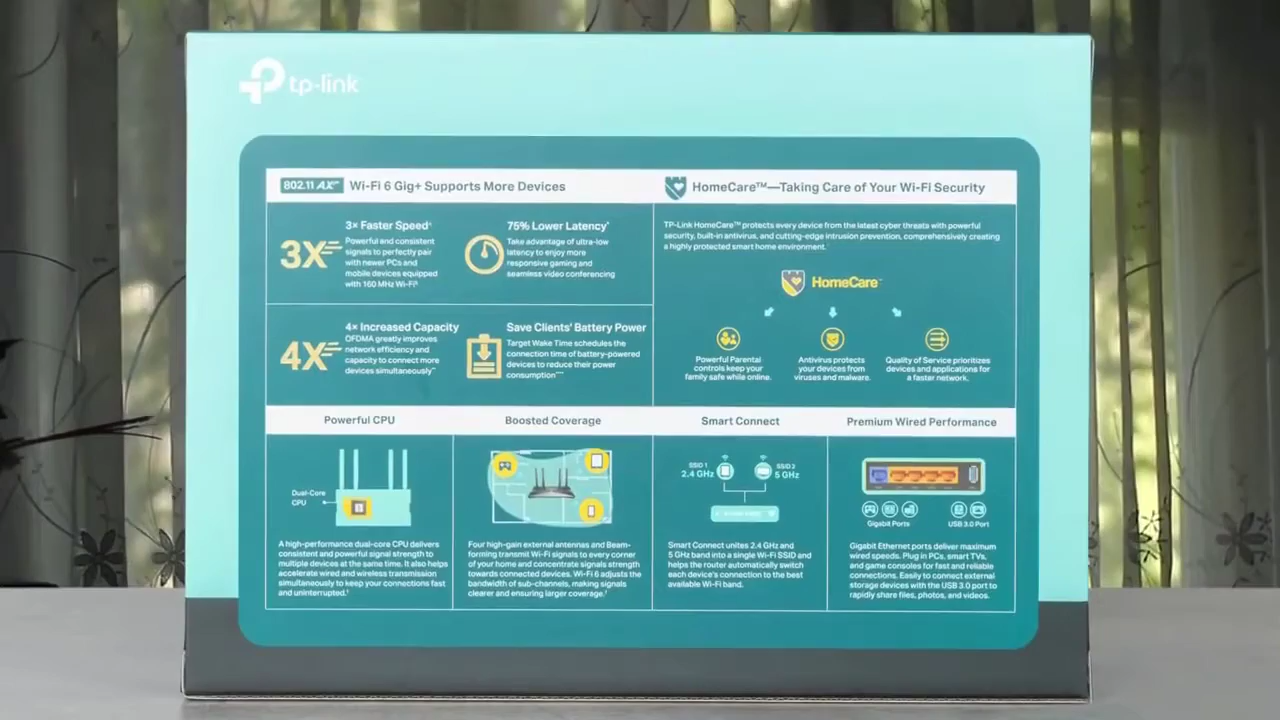 tp-link
802.11 AX Wi-Fi 6 Gig+ Supports More Devices
3X
3× Faster Speed†
Powerful and consistent
signals to perfectly pair
with newer PCs and
mobile devices equipped
with 160 MHz Wi-Fi
75% Lower Latency*
Take advantage of ultra-low
latency to enjoy more
responsive gaming and
seamless video conferencing
4X
4× Increased Capacity
OFDMA greatly improves
network efficiency and
capacity to connect more
devices simultaneously**
Save Clients' Battery Power
Target Wake Time schedules the
connection time of battery-powered
devices to reduce their power
consumption***
HomeCare™—Taking Care of Your Wi-Fi Security
TP-Link HomeCare™ protects every device from the latest cyber threats with powerful
security, built-in antivirus, and cutting-edge intrusion prevention, comprehensively creating
a highly protected smart home environment.
HomeCare™
Powerful Parental
controls keep your
family safe while online.
Antivirus protects
your devices from
viruses and malware.
Quality of Service prioritizes
devices and applications for
a faster network.
Powerful CPU
Dual-Core
CPU
A high-performance dual-core CPU delivers
consistent and powerful signal strength to
multiple devices at the same time. It also helps
accelerate wired and wireless transmission
simultaneously to keep your connections fast
and uninterrupted.‡
Boosted Coverage
Four high-gain external antennas and Beam-
forming transmit Wi-Fi signals to every corner
of your home and concentrate signals strength
towards connected devices. Wi-Fi 6 adjusts the
bandwidth of sub-channels, making signals
clearer and ensuring larger coverage.†
Smart Connect
SSID 1
2.4 GHz
SSID 2
5 GHz
Smart Connect unites 2.4 GHz and
5 GHz band into a single Wi-Fi SSID and
helps the router automatically switch
each device's connection to the best
available Wi-Fi band.
Premium Wired Performance
Gigabit Ports
USB 3.0 Port
Gigabit Ethernet ports deliver maximum
wired speeds. Plug in PCs, smart TVs,
and game consoles for fast and reliable
connections. Easily to connect external
storage devices with the USB 3.0 port to
rapidly share files, photos, and videos.